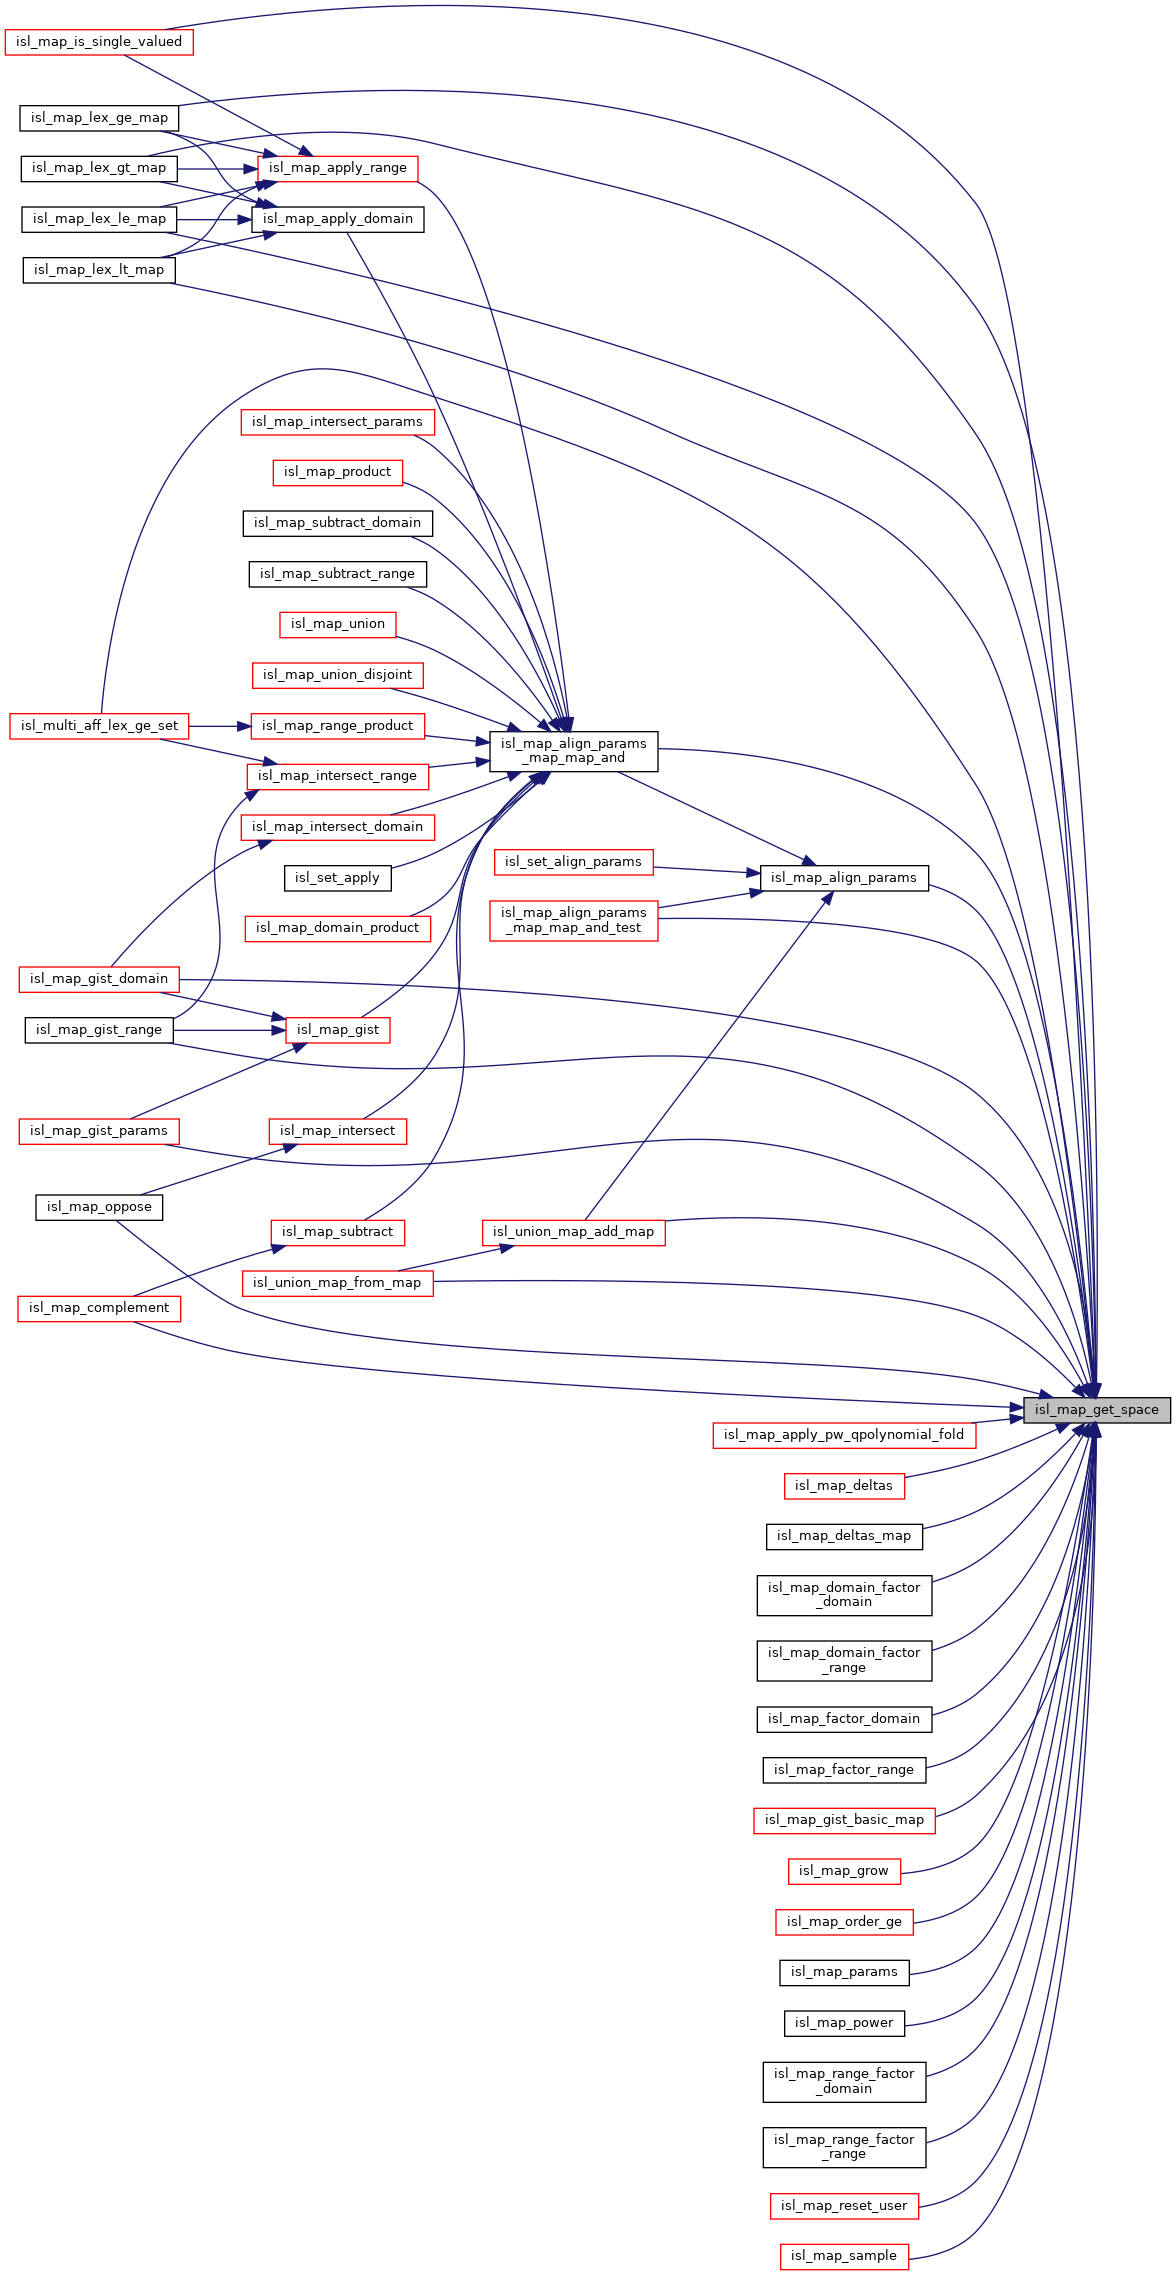 isl_map_is_single_valued
isl_map_lex_ge_map
isl_map_lex_gt_map
isl_map_apply_range
isl_map_lex_le_map
isl_map_apply_domain
isl_map_lex_lt_map
isl_map_intersect_params
isl_map_product
isl_map_subtract_domain
isl_map_subtract_range
isl_map_union
isl_map_union_disjoint
isl_multi_aff_lex_ge_set
isl_map_range_product
isl_map_align_params
_map_map_and
isl_map_intersect_range
isl_map_intersect_domain
isl_set_align_params
isl_set_apply
isl_map_align_params
isl_map_align_params
_map_map_and_test
isl_map_domain_product
isl_map_gist_domain
isl_map_gist_range
isl_map_gist
isl_map_gist_params
isl_map_intersect
isl_map_oppose
isl_map_subtract
isl_union_map_add_map
isl_union_map_from_map
isl_map_complement
isl_map_get_space
isl_map_apply_pw_qpolynomial_fold
isl_map_deltas
isl_map_deltas_map
isl_map_domain_factor
_domain
isl_map_domain_factor
_range
isl_map_factor_domain
isl_map_factor_range
isl_map_gist_basic_map
isl_map_grow
isl_map_order_ge
isl_map_params
isl_map_power
isl_map_range_factor
_domain
isl_map_range_factor
_range
isl_map_reset_user
isl_map_sample